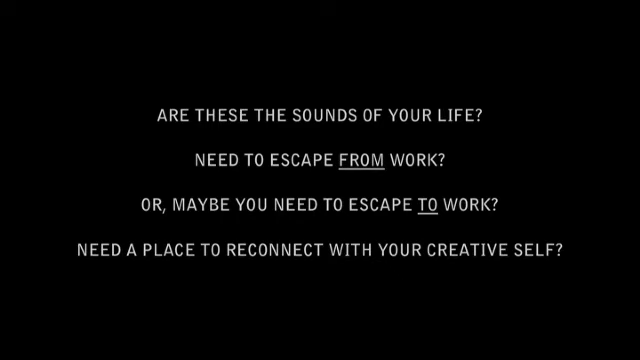 ARE THESE THE SOUNDS OF YOUR LIFE?
NEED TO ESCAPE FROM WORK?
OR, MAYBE YOU NEED TO ESCAPE TO WORK?
NEED A PLACE TO RECONNECT WITH YOUR CREATIVE SELF?